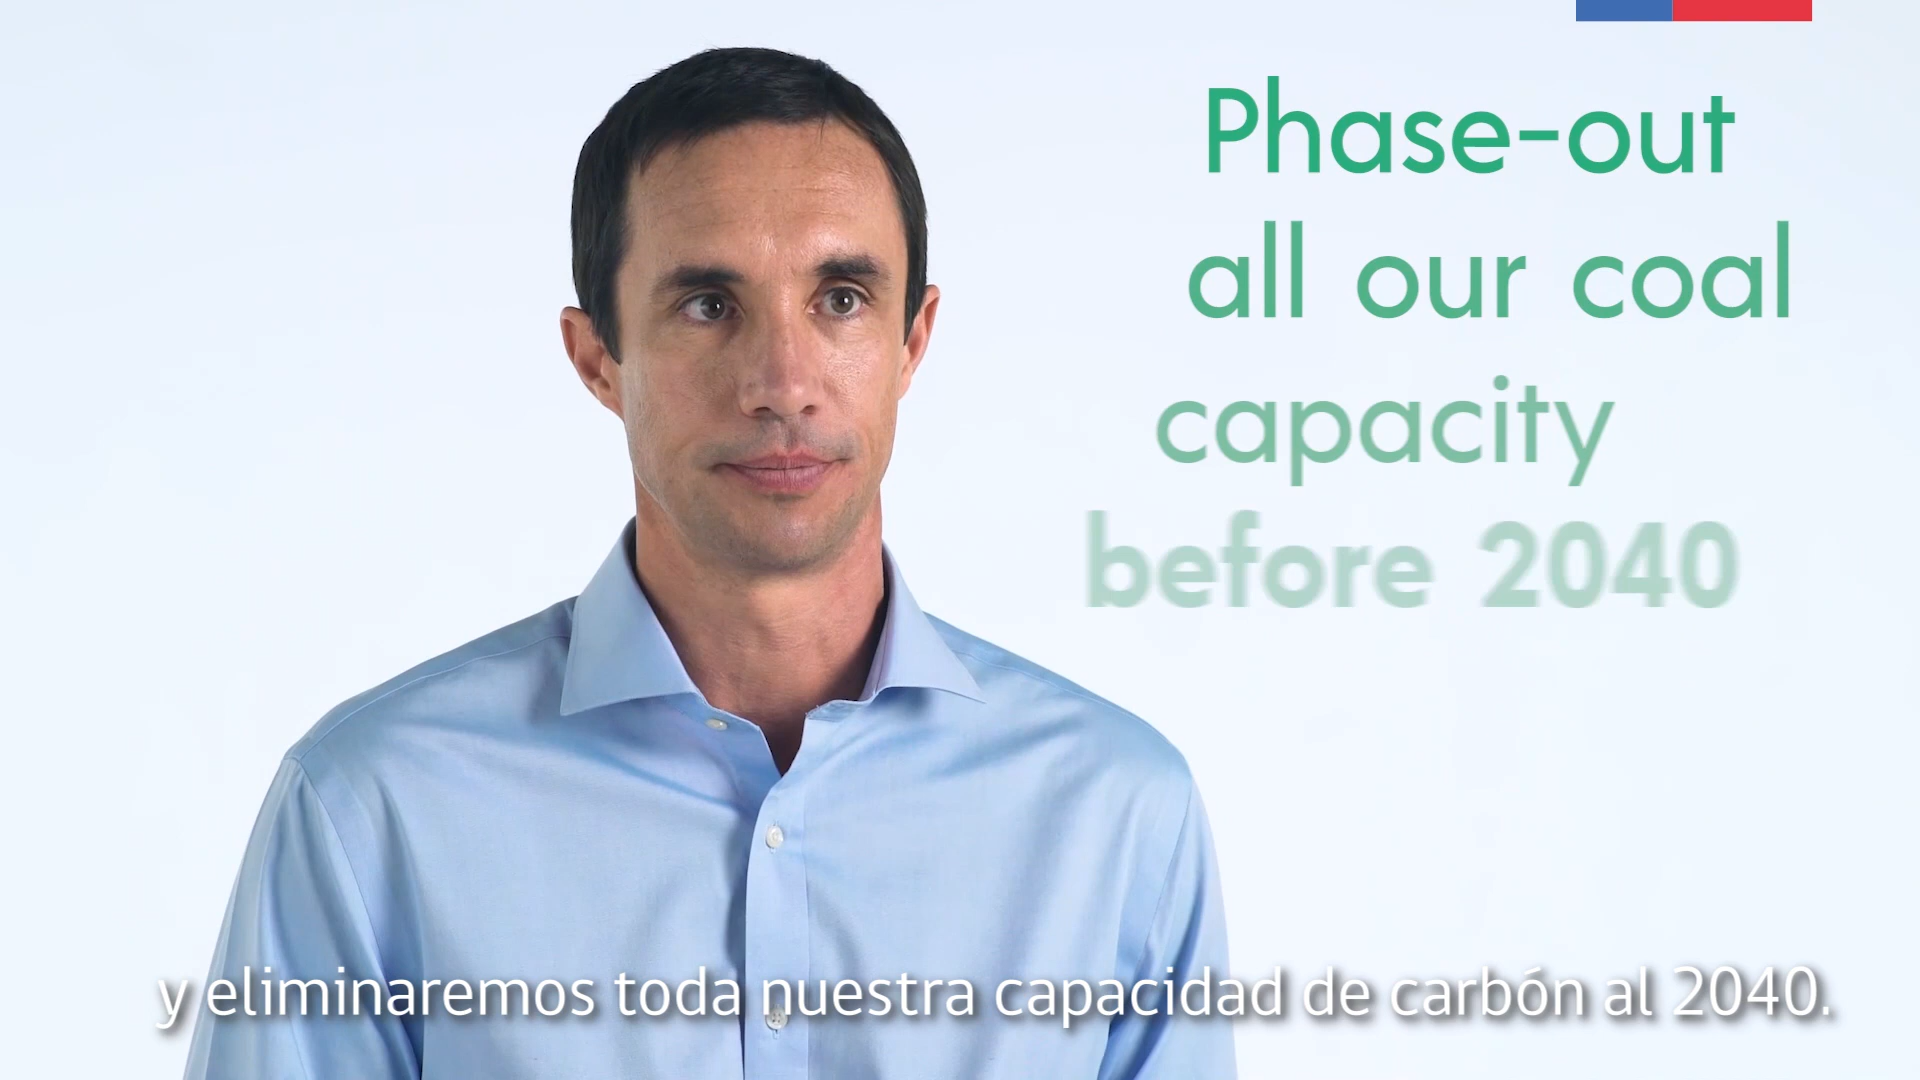 Phase-out
all our coal
capacity
before 2040
y eliminaremos toda nuestra capacidad de carbón al 2040.